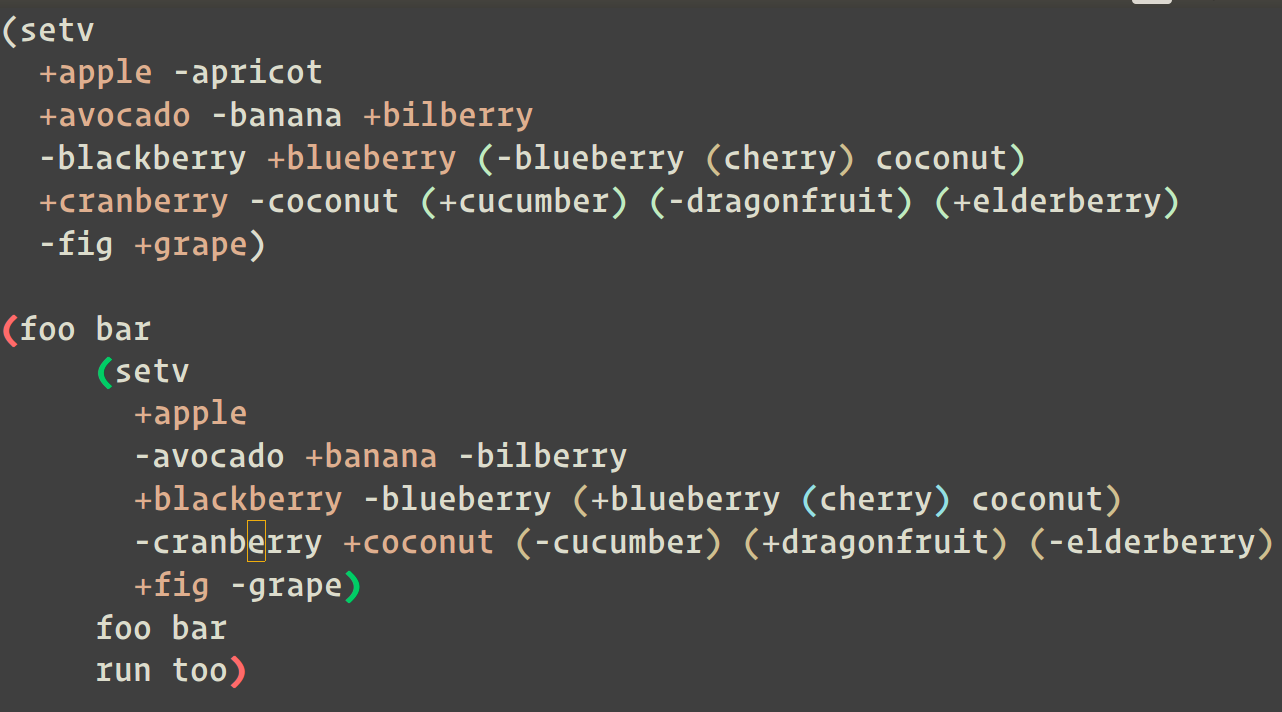 (setv
  +apple -apricot
  +avocado -banana +bilberry
  -blackberry +blueberry (-blueberry (cherry) coconut)
  +cranberry -coconut (+cucumber) (-dragonfruit) (+elderberry)
  -fig +grape)

(foo bar
     (setv
       +apple
       -avocado +banana -bilberry
       +blackberry -blueberry (+blueberry (cherry) coconut)
       -cranberry +coconut (-cucumber) (+dragonfruit) (-elderberry)
       +fig -grape)
     foo bar
     run too)